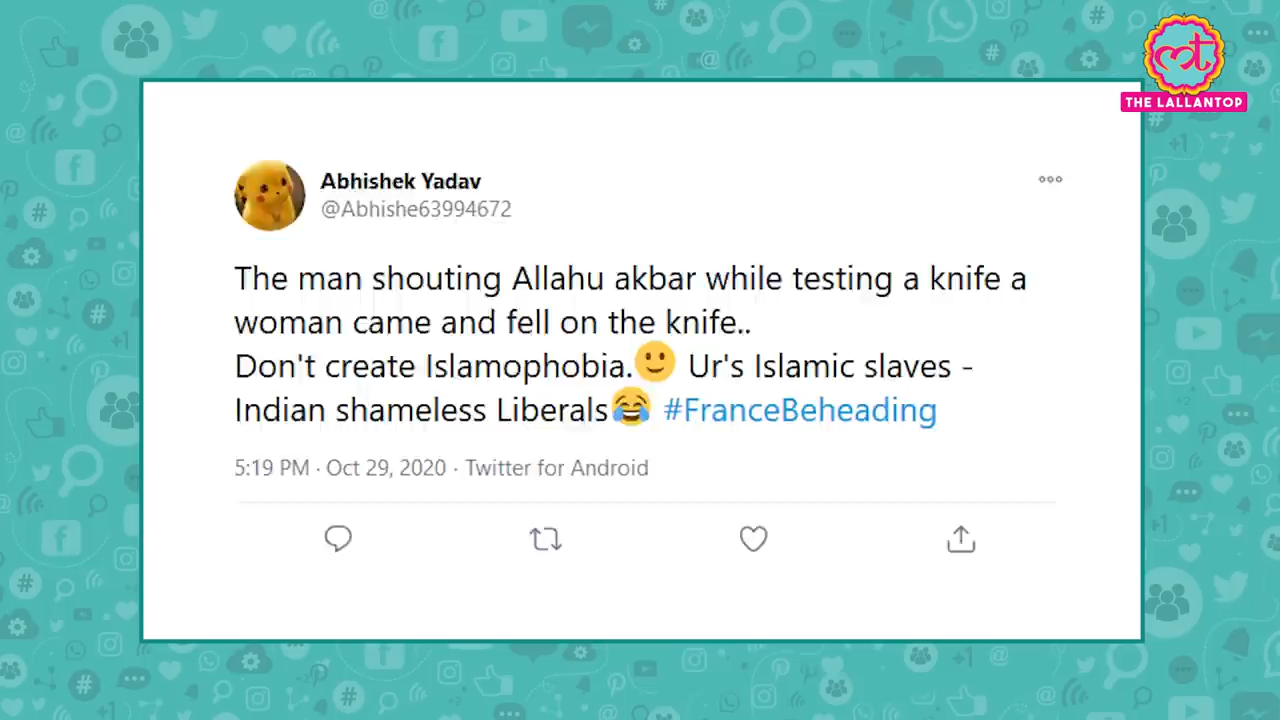 THE LALLANTOP
Abhishek Yadav
@Abhishe63994672
The man shouting Allahu akbar while testing a knife a
woman came and fell on the knife..
Don't create Islamophobia.🙂 Ur's Islamic slaves -
Indian shameless Liberals😂 #FranceBeheading
5:19 PM · Oct 29, 2020 · Twitter for Android